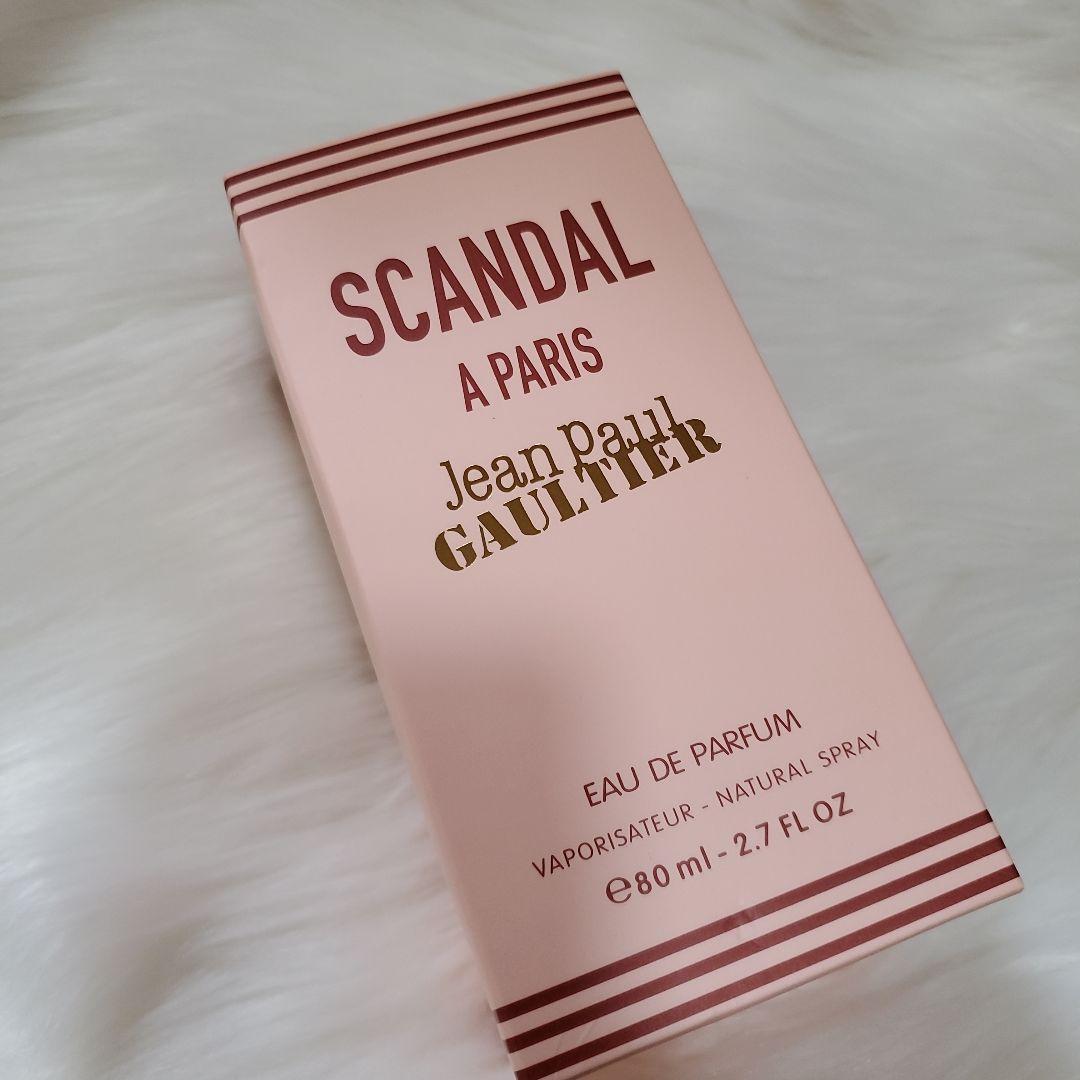 SCANDAL
A PARIS
Jean Paul
GAULTIER
EAU DE PARFUM
VAPORISATEUR - NATURAL SPRAY
℮80 ml - 2.7 FL OZ